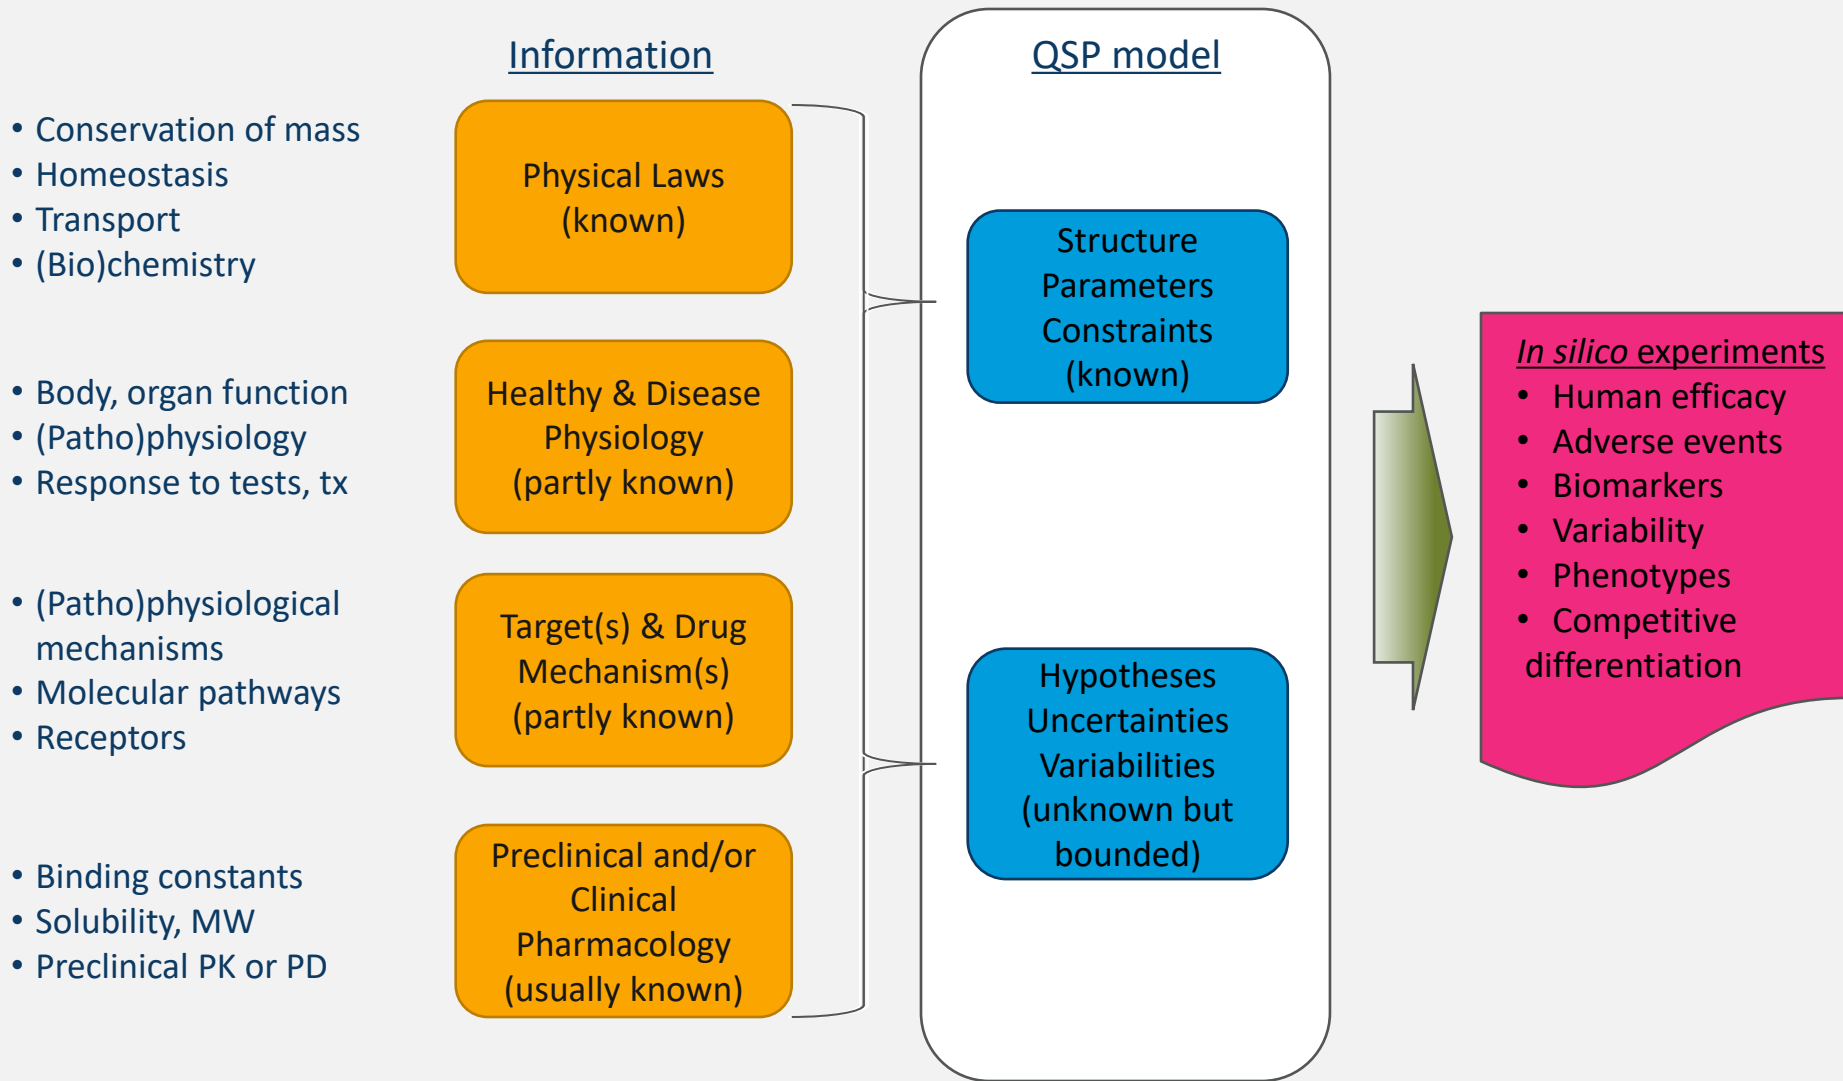 Information
QSP model
• Conservation of mass
• Homeostasis
• Transport
• (Bio)chemistry
Physical Laws
(known)
Structure
Parameters
Constraints
(known)
• Body, organ function
• (Patho)physiology
• Response to tests, tx
Healthy & Disease
Physiology
(partly known)
• (Patho)physiological
mechanisms
• Molecular pathways
• Receptors
Target(s) & Drug
Mechanism(s)
(partly known)
Hypotheses
Uncertainties
Variabilities
(unknown but
bounded)
• Binding constants
• Solubility, MW
• Preclinical PK or PD
Preclinical and/or
Clinical
Pharmacology
(usually known)
In silico experiments
• Human efficacy
• Adverse events
• Biomarkers
• Variability
• Phenotypes
• Competitive
differentiation